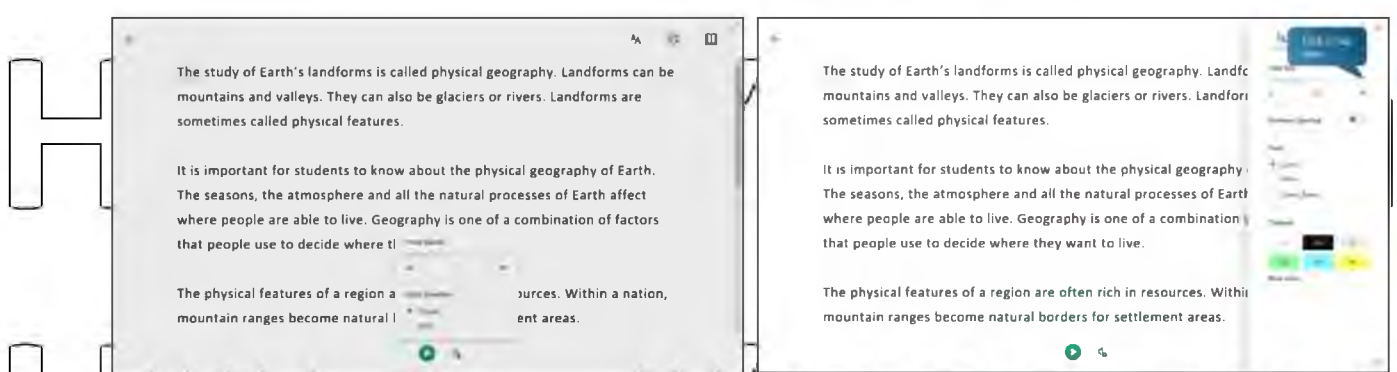 The study of Earth's landforms is called physical geography. Landforms can be
mountains and valleys. They can also be glaciers or rivers. Landforms are
sometimes called physical features.
It is important for students to know about the physical geography of Earth.
The seasons, the atmosphere and all the natural processes of Earth affect
where people are able to live. Geography is one of a combination of factors
that people use to decide where tl
The physical features of a region a
ources. Within a nation,
mountain ranges become natural l
ent areas.
The study of Earth's landforms is called physical geography. Landfo
mountains and valleys. They can also be glaciers or rivers. Landfor
sometimes called physical features.
It is important for students to know about the physical geography
The seasons, the atmosphere and all the natural processes of Earth
where people are able to live. Geography is one of a combination
that people use to decide where they want to live.
The physical features of a region are often rich in resources. Withi
mountain ranges become natural borders for settlement areas.